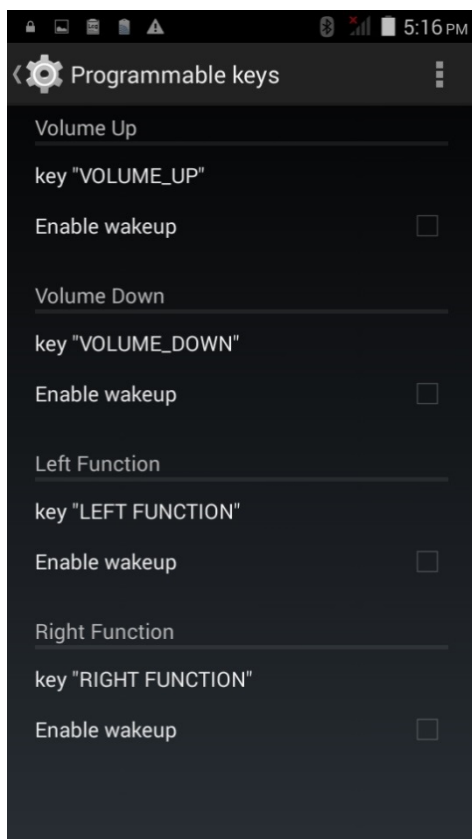 5:16 PM
Programmable keys
Volume Up
key "VOLUME_UP"
Enable wakeup
Volume Down
key "VOLUME_DOWN"
Enable wakeup
Left Function
key "LEFT FUNCTION"
Enable wakeup
Right Function
key "RIGHT FUNCTION"
Enable wakeup